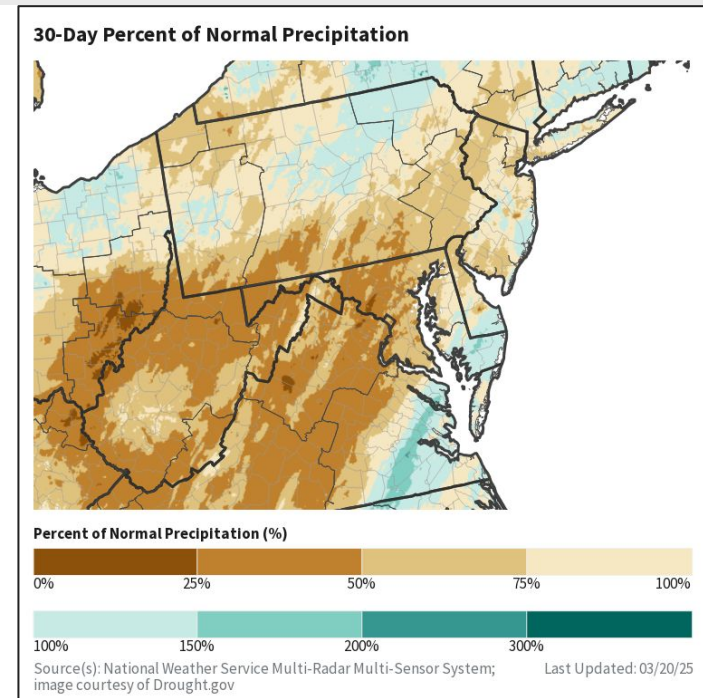 30-Day Percent of Normal Precipitation
Percent of Normal Precipitation (%)
0% 25% 50% 75% 100%
100% 150% 200% 300%
Source(s): National Weather Service Multi-Radar Multi-Sensor System; Last Updated: 03/20/25
image courtesy of Drought.gov